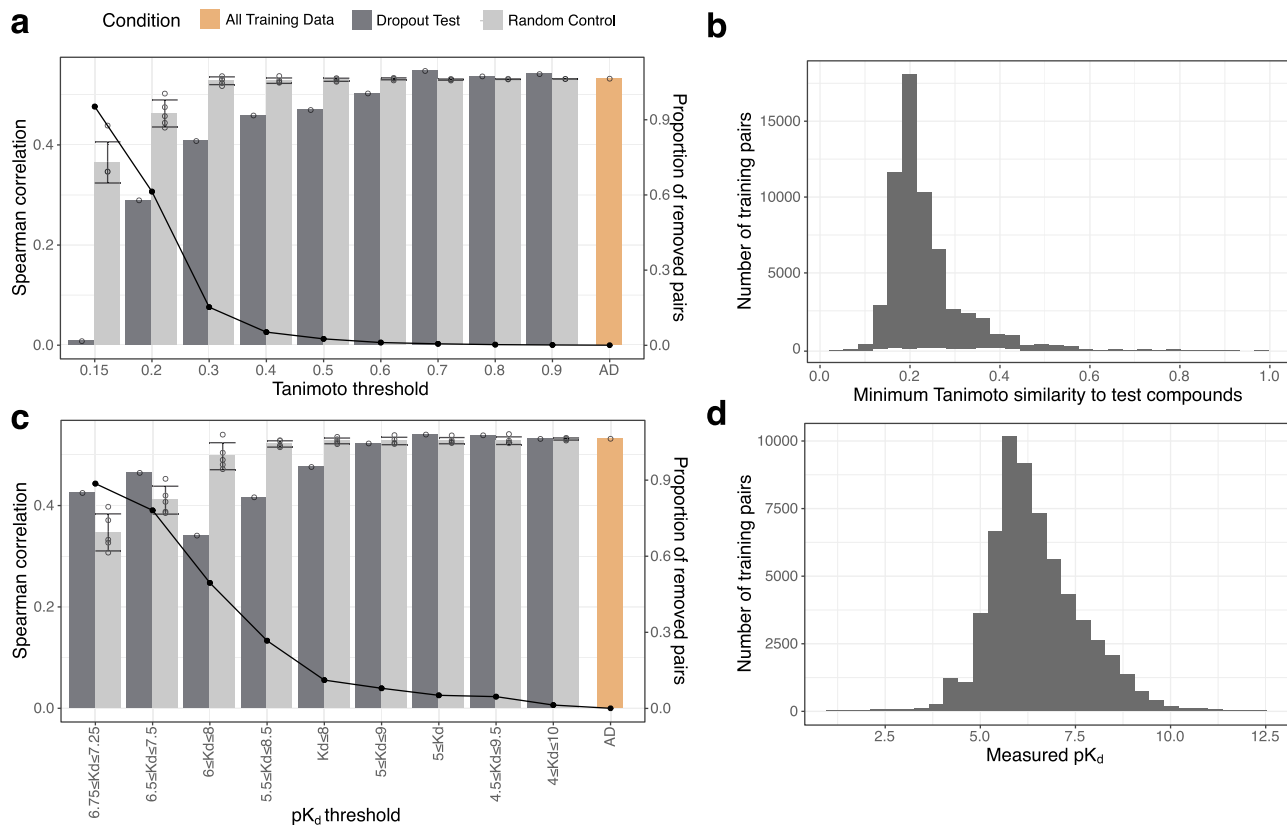 a
Condition
All Training Data
Dropout Test
Random Control
Spearman correlation
0.4
0.2
0.0
0.9
0.6
0.3
0.0
Proportion of removed pairs
0.15 0.2 0.3 0.4 0.5 0.6 0.7 0.8 0.9 AD
Tanimoto threshold
b
Number of training pairs
15000
10000
5000
0
0.0 0.2 0.4 0.6 0.8 1.0
Minimum Tanimoto similarity to test compounds
c
Spearman correlation
0.4
0.2
0.0
0.9
0.6
0.3
0.0
Proportion of removed pairs
6.75≤Kd≤7.25
6.5≤Kd≤7.5
6≤Kd≤8
5.5≤Kd≤8.5
Kd≤8
5≤Kd≤9
5≤Kd
4.5≤Kd≤9.5
4≤Kd≤10
AD
pKd threshold
d
Number of training pairs
10000
7500
5000
2500
0
2.5 5.0 7.5 10.0 12.5
Measured pKd